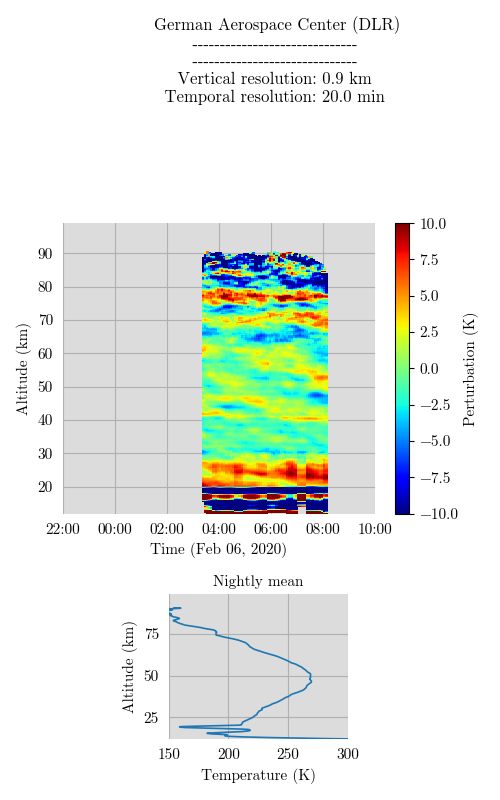 German Aerospace Center (DLR)
------------------------------
------------------------------
Vertical resolution: 0.9 km
Temporal resolution: 20.0 min
90
80
70
60
50
40
30
20
Altitude (km)
22:00 00:00 02:00 04:00 06:00 08:00 10:00
Time (Feb 06, 2020)
10.0
7.5
5.0
2.5
0.0
−2.5
−5.0
−7.5
−10.0
Perturbation (K)
Nightly mean
75
50
25
Altitude (km)
150 200 250 300
Temperature (K)